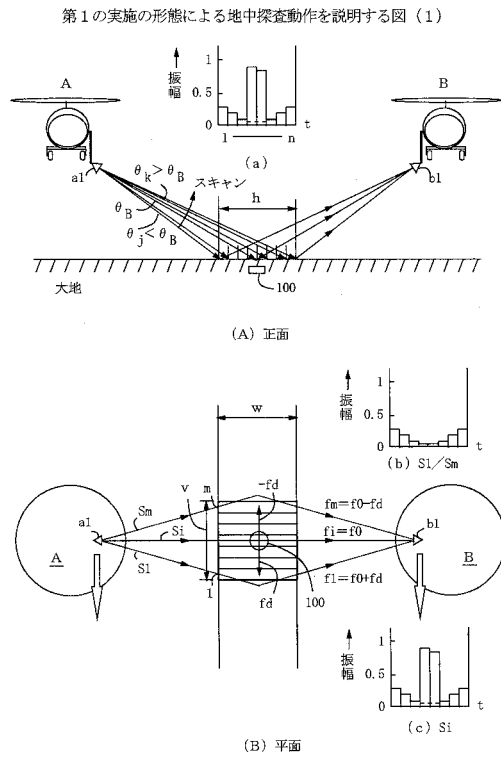 第1の実施の形態による地中探査動作を説明する図(1)
A
B
振幅
1
0.5
0
1 n
t
(a)
a1
b1
θk>θB
スキャン
θB
θj<θB
h
100
大地
(A) 正面
w
振幅
1
0.5
0
t
(b) S1/Sm
v
m
-fd
Sm
fm=f0-fd
a1
Si
fi=f0
b1
A
B
S1
f1=f0+fd
1
fd
100
振幅
1
0.5
0
t
(c) Si
(B) 平面